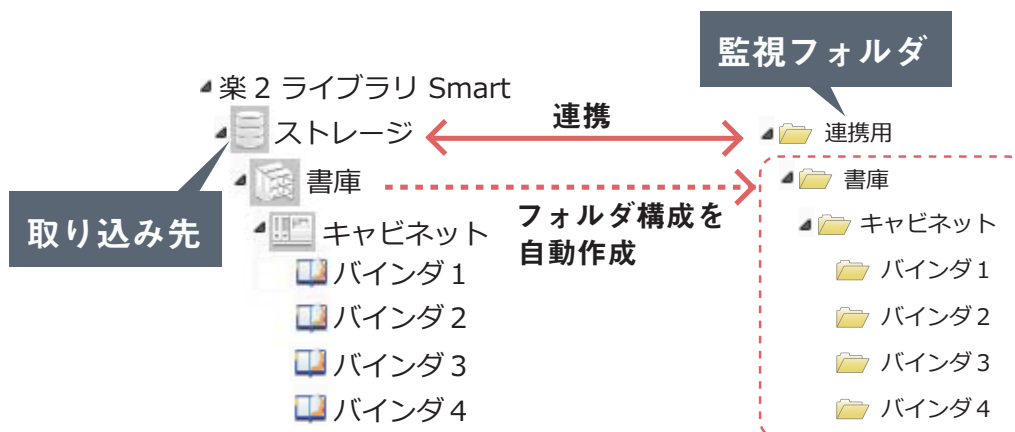 監視フォルダ
楽2 ライブラリ Smart
ストレージ
連携
連携用
書庫
書庫
取り込み先
キャビネット
フォルダ構成を
自動作成
キャビネット
バインダ1
バインダ1
バインダ2
バインダ2
バインダ3
バインダ3
バインダ4
バインダ4